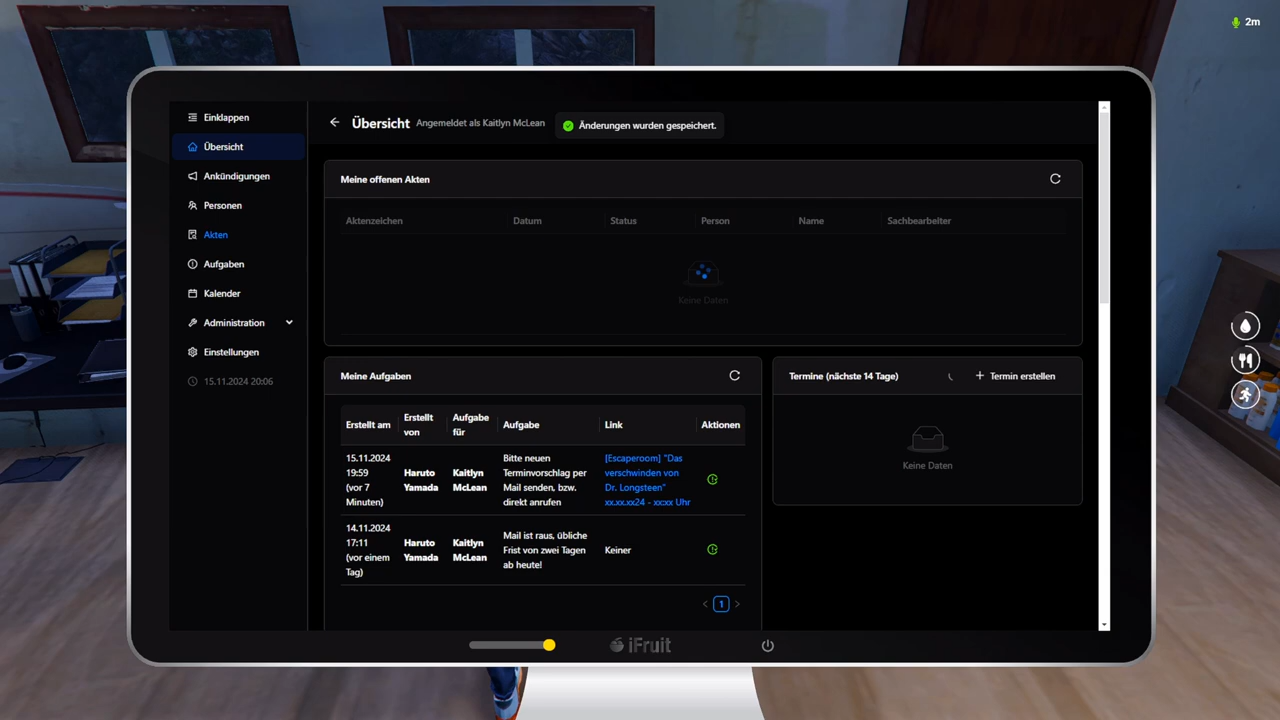 2m
Einklappen
Übersicht
Ankündigungen
Personen
Akten
Aufgaben
Kalender
Administration
Einstellungen
15.11.2024 20:06
Übersicht Angemeldet als Kaitlyn McLean
Änderungen wurden gespeichert.
Meine offenen Akten
Aktenzeichen Datum Status Person Name Sachbearbeiter
Keine Daten
Meine Aufgaben
Erstellt am
Erstellt
von
Aufgabe
für
Aufgabe
Link
Aktionen
15.11.2024
19:59
(vor 7
Minuten)
Haruto
Yamada
Kaitlyn
McLean
Bitte neuen
Terminvorschlag per
Mail senden, bzw.
direkt anrufen
[Escaperoom] "Das
verschwinden von
Dr. Longsteen"
xx.xx.xx24 - xx:xx Uhr
14.11.2024
17:11
(vor einem
Tag)
Haruto
Yamada
Kaitlyn
McLean
Mail ist raus, übliche
Frist von zwei Tagen
ab heute!
Keiner
1
Termine (nächste 14 Tage)
Termin erstellen
Keine Daten
iFruit